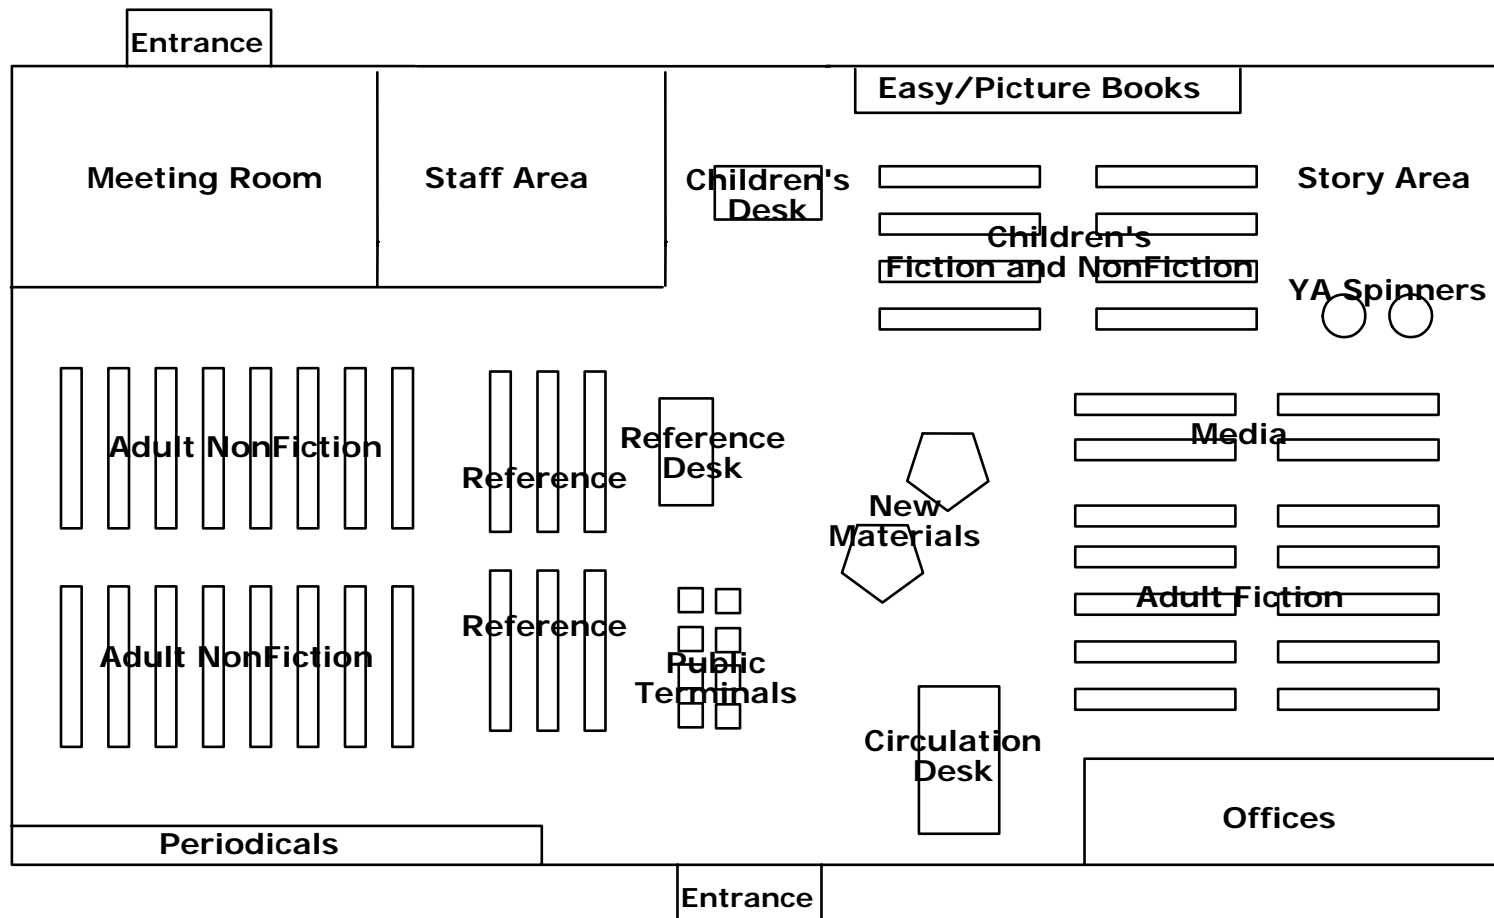 Entrance
Easy/Picture Books
Meeting Room
Staff Area
Children's
Desk
Story Area
Children's
Fiction and NonFiction
YA Spinners
Adult NonFiction
Reference
Reference
Desk
Media
New
Materials
Adult NonFiction
Reference
Public
Terminals
Adult Fiction
Circulation
Desk
Offices
Periodicals
Entrance